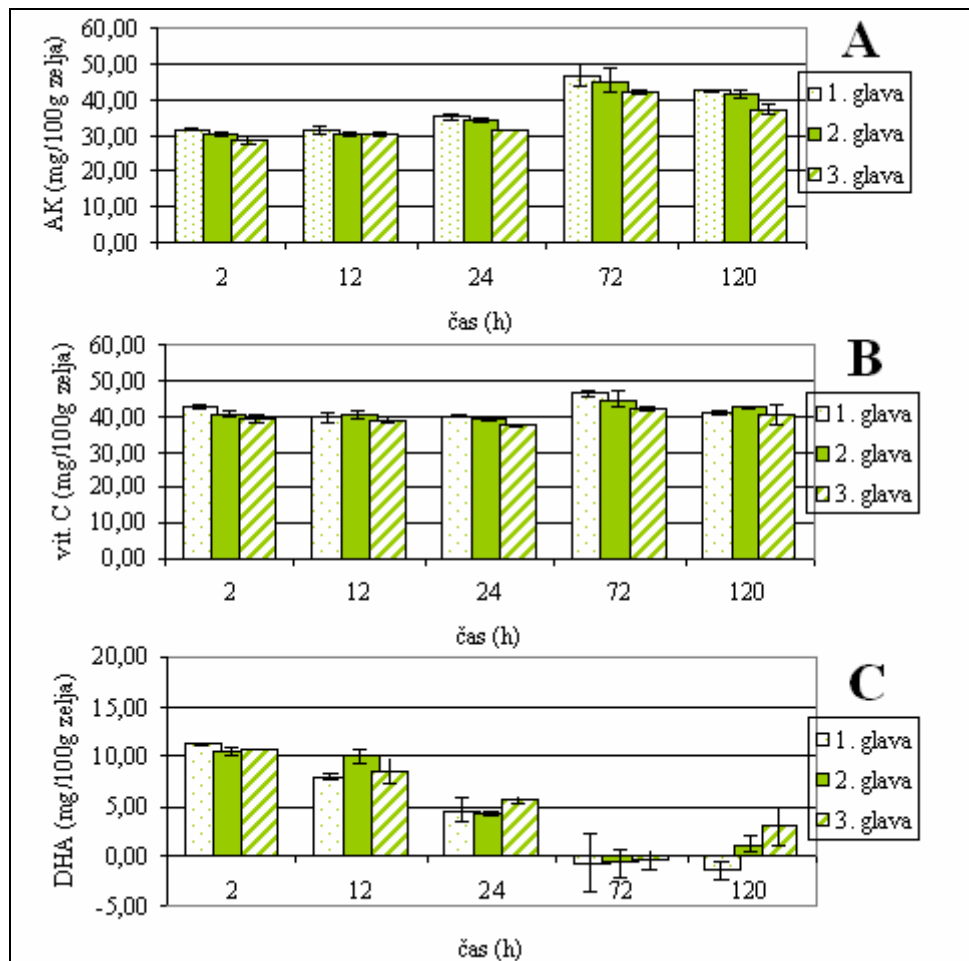 A
AK (mg/100g zelja)
60,00
50,00
40,00
30,00
20,00
10,00
0,00
2 12 24 72 120
čas (h)
1. glava
2. glava
3. glava
B
vit. C (mg/100g zelja)
60,00
50,00
40,00
30,00
20,00
10,00
0,00
2 12 24 72 120
čas (h)
1. glava
2. glava
3. glava
C
DHA (mg/100g zelja)
20,00
15,00
10,00
5,00
0,00
-5,00
2 12 24 72 120
čas (h)
1. glava
2. glava
3. glava